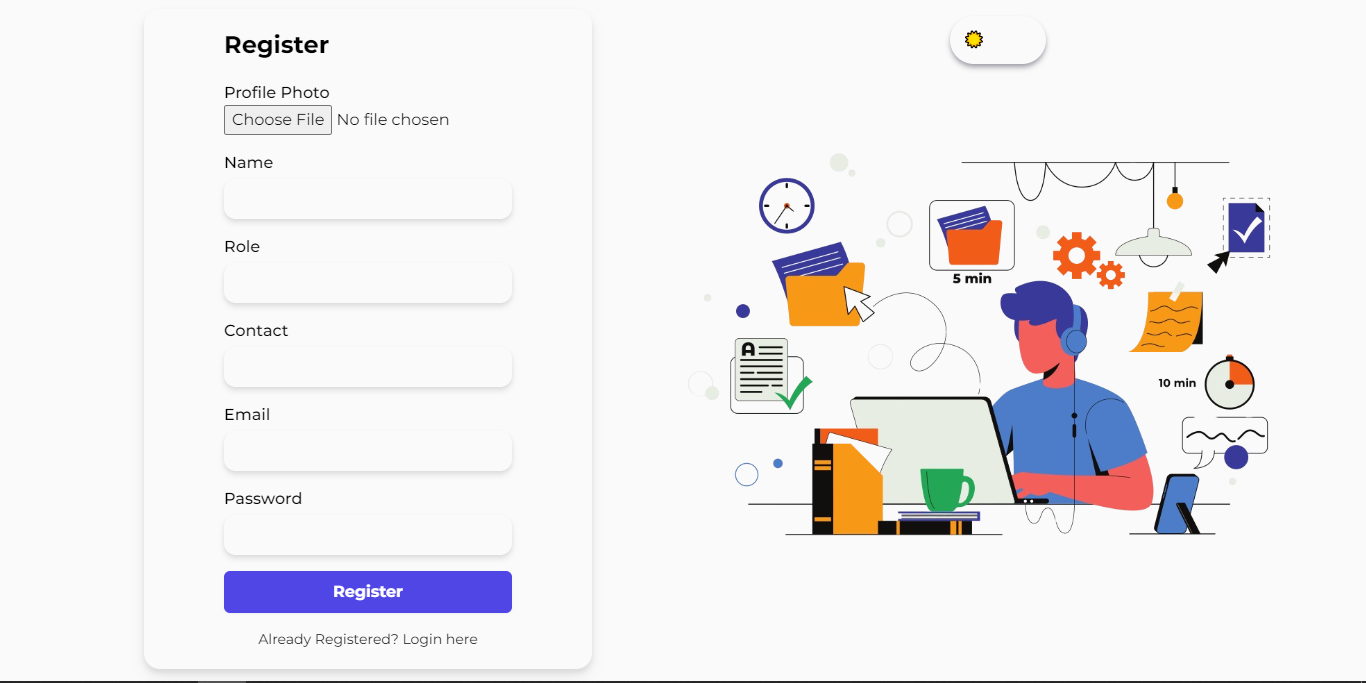 Register
Profile Photo
Choose File No file chosen
Name
Role
Contact
Email
Password
Register
Already Registered? Login here
5 min
A
10 min